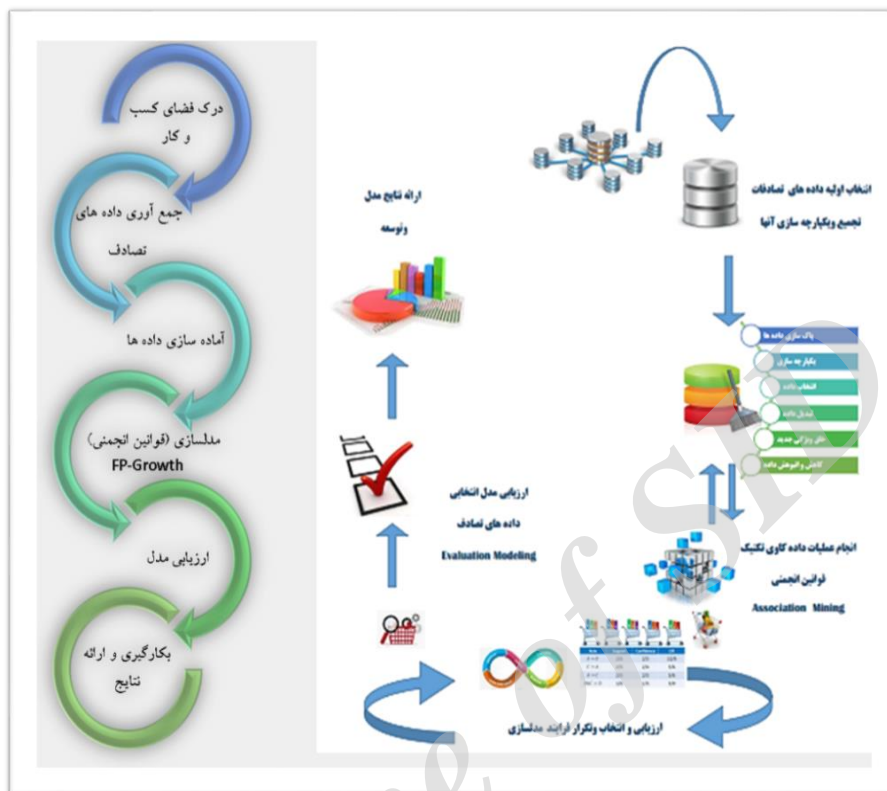 درک فضای کسب
و کار
جمع آوری داده های
تصادف
آماده سازی داده ها
مدلسازی (قوانین انجمنی)
FP-Growth
ارزیابی مدل
بکارگیری و ارائه
نتایج
انتخاب اولیه داده های تصادفات
تجمیع ویکپارچه سازی آنها
پاک سازی داده ها
یکپارچه سازی
انتخاب داده
تبدیل داده
خلق ویژگی جدید
کاهش و انبوهش داده
انجام عملیات داده کاوی تکنیک
قوانین انجمنی
Association Mining
ارزیابی و انتخاب وتکرار فرایند مدلسازی
ارزیابی مدل انتخابی
داده های تصادف
Evaluation Modeling
ارائه نتایج مدل
وتوسعه
of SID